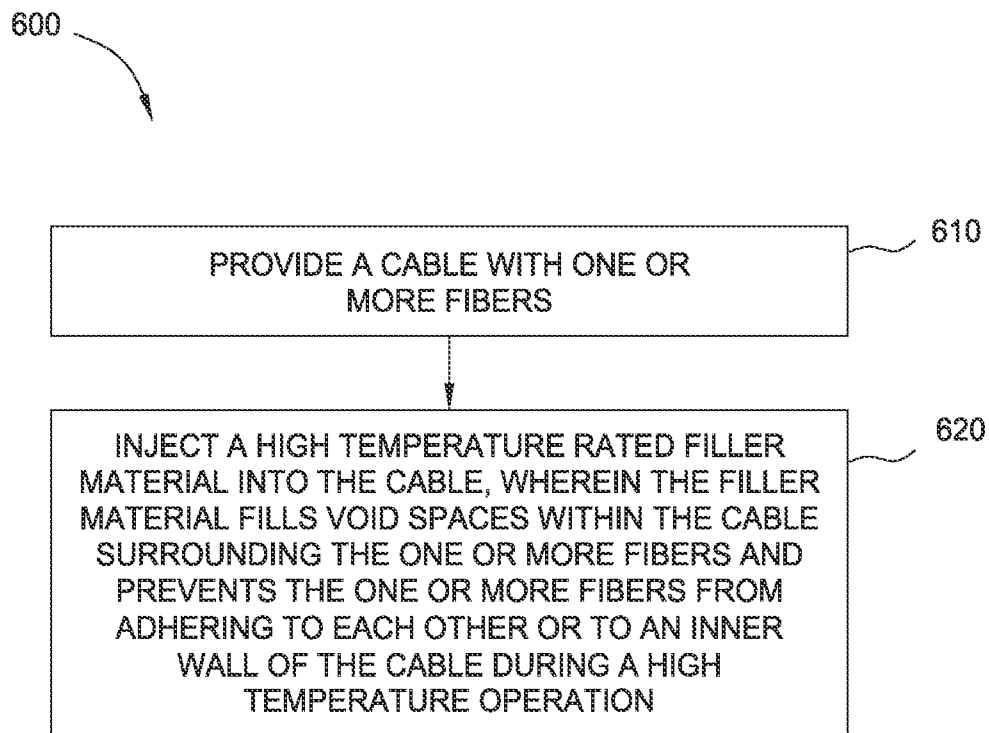 600
610
PROVIDE A CABLE WITH ONE OR
MORE FIBERS
620
INJECT A HIGH TEMPERATURE RATED FILLER
MATERIAL INTO THE CABLE, WHEREIN THE FILLER
MATERIAL FILLS VOID SPACES WITHIN THE CABLE
SURROUNDING THE ONE OR MORE FIBERS AND
PREVENTS THE ONE OR MORE FIBERS FROM
ADHERING TO EACH OTHER OR TO AN INNER
WALL OF THE CABLE DURING A HIGH
TEMPERATURE OPERATION